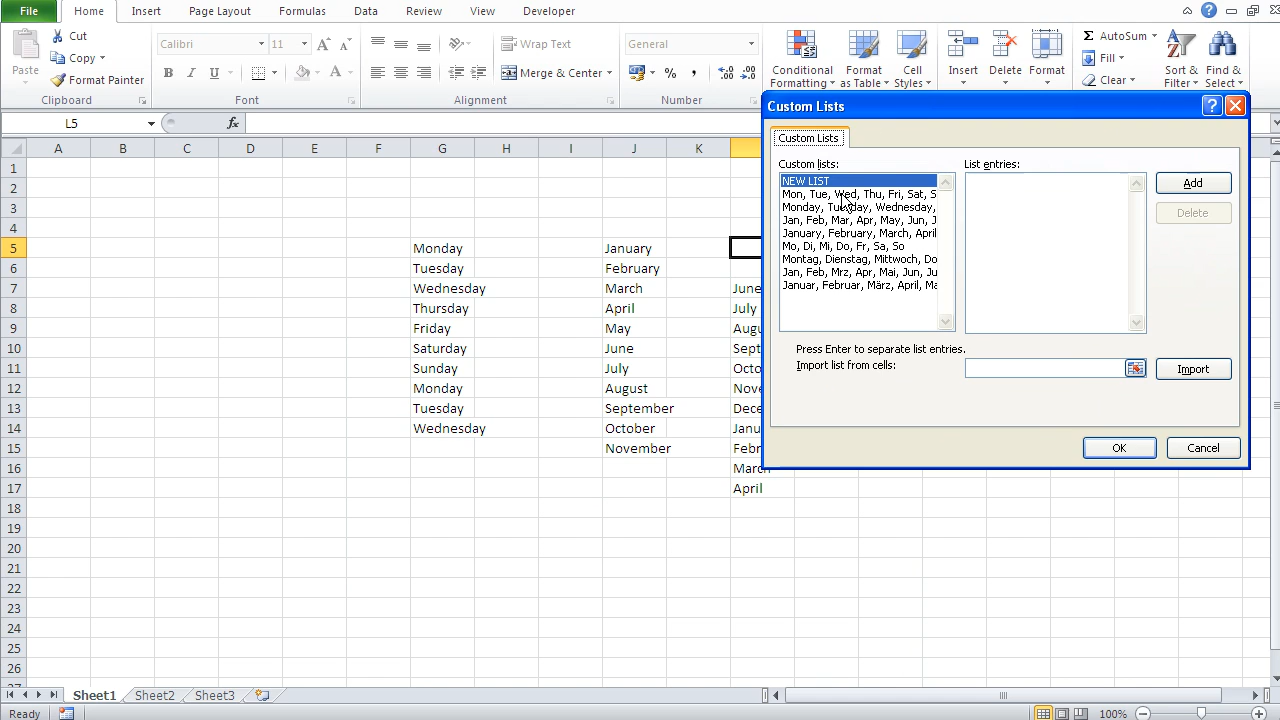 File Home Insert Page Layout Formulas Data Review View Developer
Cut Calibri 11 Wrap Text General AutoSum
Copy Fill
Paste Format Painter Merge & Center Conditional Formatting Format as Table Cell Styles Insert Delete Format Clear Sort & Filter Find & Select
Clipboard Font Alignment Number
L5 fx
Custom Lists
Custom Lists
Custom lists: List entries:
NEW LIST
Mon, Tue, Wed, Thu, Fri, Sat, S
Monday, Tuesday, Wednesday,
Jan, Feb, Mar, Apr, May, Jun, J
January, February, March, April
Mo, Di, Mi, Do, Fr, Sa, So
Montag, Dienstag, Mittwoch, Do
Jan, Feb, Mrz, Apr, Mai, Jun, Ju
Januar, Februar, März, April, Ma
Add
Delete
Press Enter to separate list entries.
Import list from cells:
Import
OK Cancel
A B C D E F G H I J K
1
2
3
4
5 Monday January
6 Tuesday February
7 Wednesday March June
8 Thursday April July
9 Friday May Augu
10 Saturday June Sept
11 Sunday July Octo
12 Monday August Nove
13 Tuesday September Dece
14 Wednesday October Janu
15 November Febr
16 March
17 April
18
19
20
21
22
23
24
25
26
Sheet1 Sheet2 Sheet3
Ready 100%